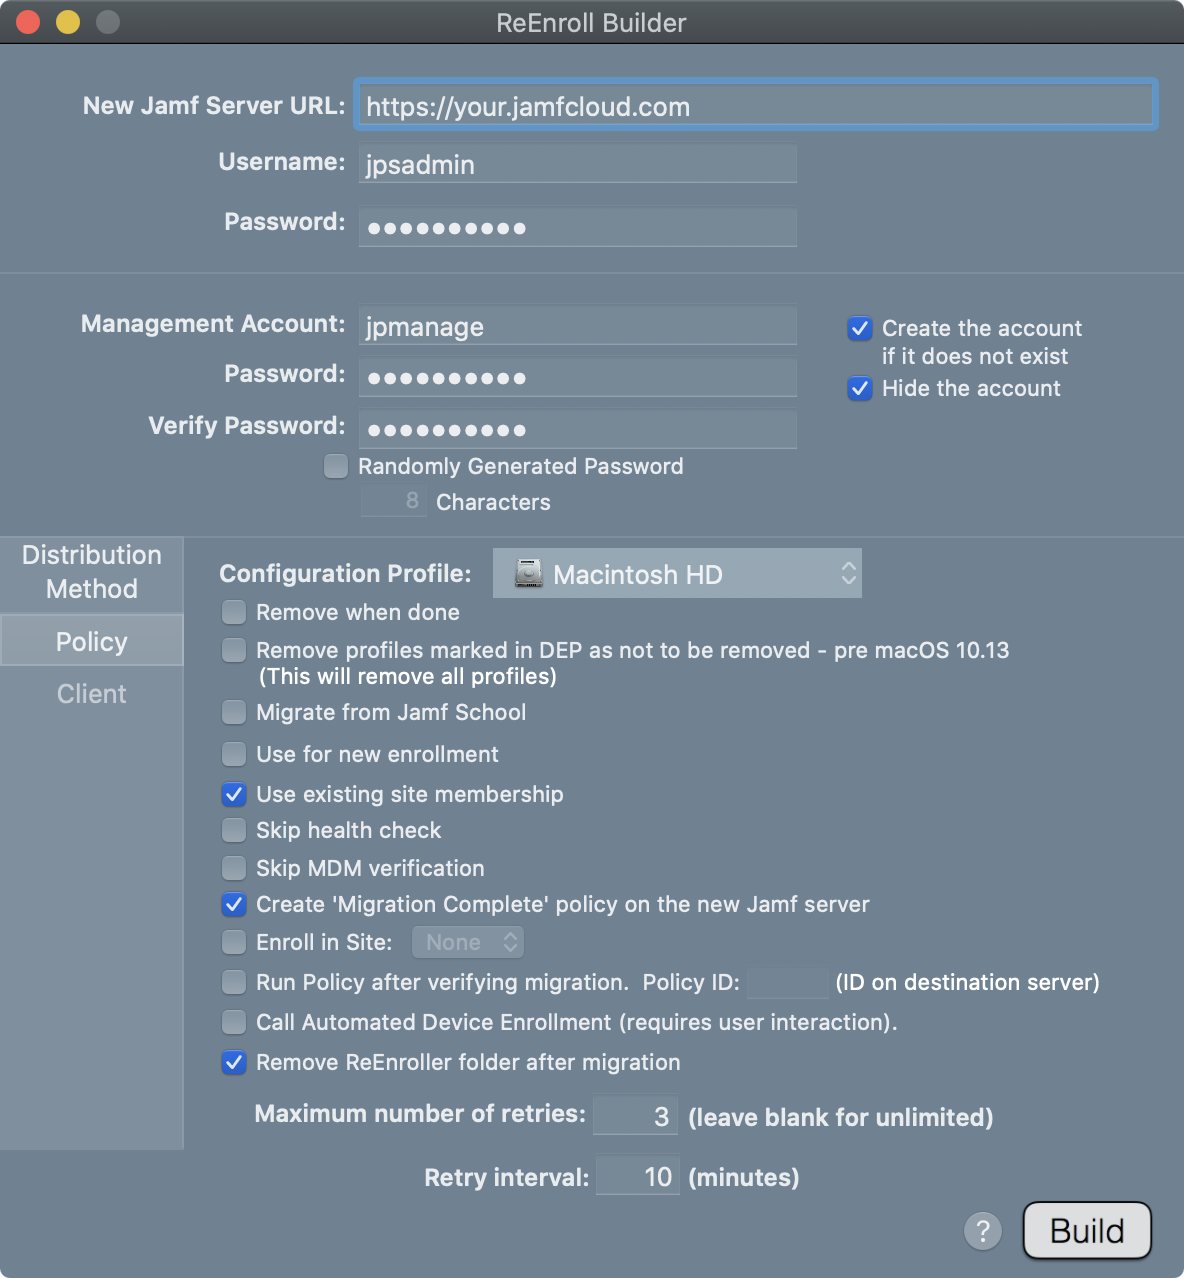 ReEnroll Builder
New Jamf Server URL: https://your.jamfcloud.com
Username: jpsadmin
Password: ●●●●●●●●●●
Management Account: jpmanage
Create the account
if it does not exist
Password: ●●●●●●●●●●
Hide the account
Verify Password: ●●●●●●●●●●
Randomly Generated Password
8 Characters
Distribution
Method
Policy
Client
Configuration Profile: Macintosh HD
Remove when done
Remove profiles marked in DEP as not to be removed - pre macOS 10.13
(This will remove all profiles)
Migrate from Jamf School
Use for new enrollment
Use existing site membership
Skip health check
Skip MDM verification
Create 'Migration Complete' policy on the new Jamf server
Enroll in Site: None
Run Policy after verifying migration. Policy ID: (ID on destination server)
Call Automated Device Enrollment (requires user interaction).
Remove ReEnroller folder after migration
Maximum number of retries: 3 (leave blank for unlimited)
Retry interval: 10 (minutes)
? Build